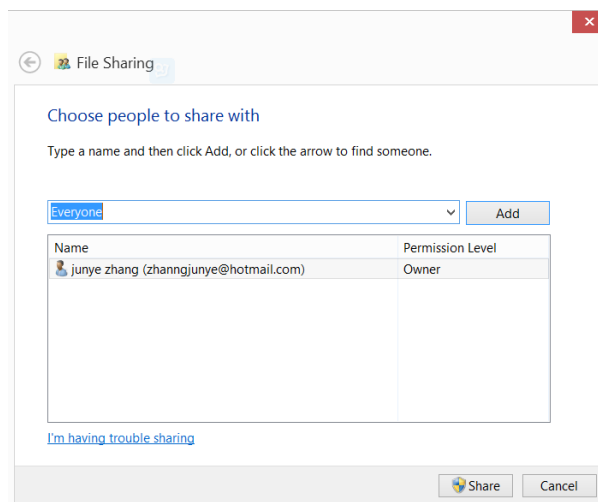 File Sharing
Choose people to share with
Type a name and then click Add, or click the arrow to find someone.
Everyone Add
Name Permission Level
junye zhang (zhanngjunye@hotmail.com) Owner
I'm having trouble sharing
Share Cancel